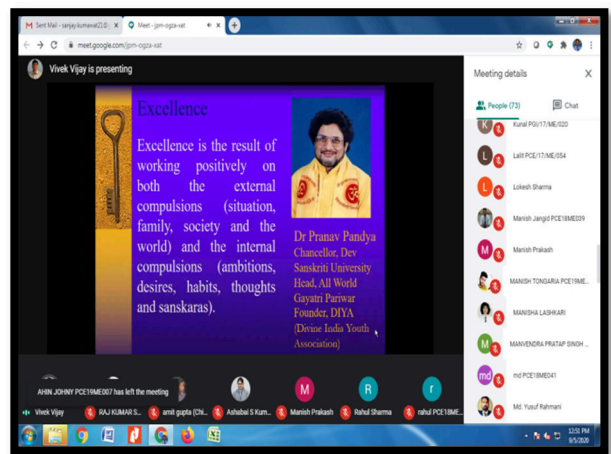 Sent Mail - sanjay.kumawat21@
Meet - jpm-ogza-sat
meet.google.com/jpm-ogza-sat
Vivek Vijay is presenting
Meeting details
People (73)
Chat
Excellence
Excellence is the result of
working positively on
both the external
compulsions (situation,
family, society and the
world) and the internal
compulsions (ambitions,
desires, habits, thoughts
and sanskaras).
Dr Pranav Pandya
Chancellor, Dev
Sanskriti University
Head, All World
Gayatri Pariwar
Founder, DIYA
(Divine India Youth
Association)
K
Kunal PGI/17/ME/020
L
Lalit PCE/17/ME/054
L
Lokesh Sharma
Manish Jangid PCE18ME039
M
Manish Prakash
MANISH TONGARIA PCE19ME...
MANISHA LASHKARI
M
MANVENDRA PRATAP SINGH ...
md
md PCE18ME041
Md. Yusuf Rahmani
AHIN JOHNY PCE19ME007 has left the meeting
M
R
r
Vivek Vijay
RAJ KUMAR S...
amit gupta (Chi...
Ashabai S Kum...
Manish Prakash
Rahul Sharma
rahul PCE18ME...
12:51 PM
9/5/2020